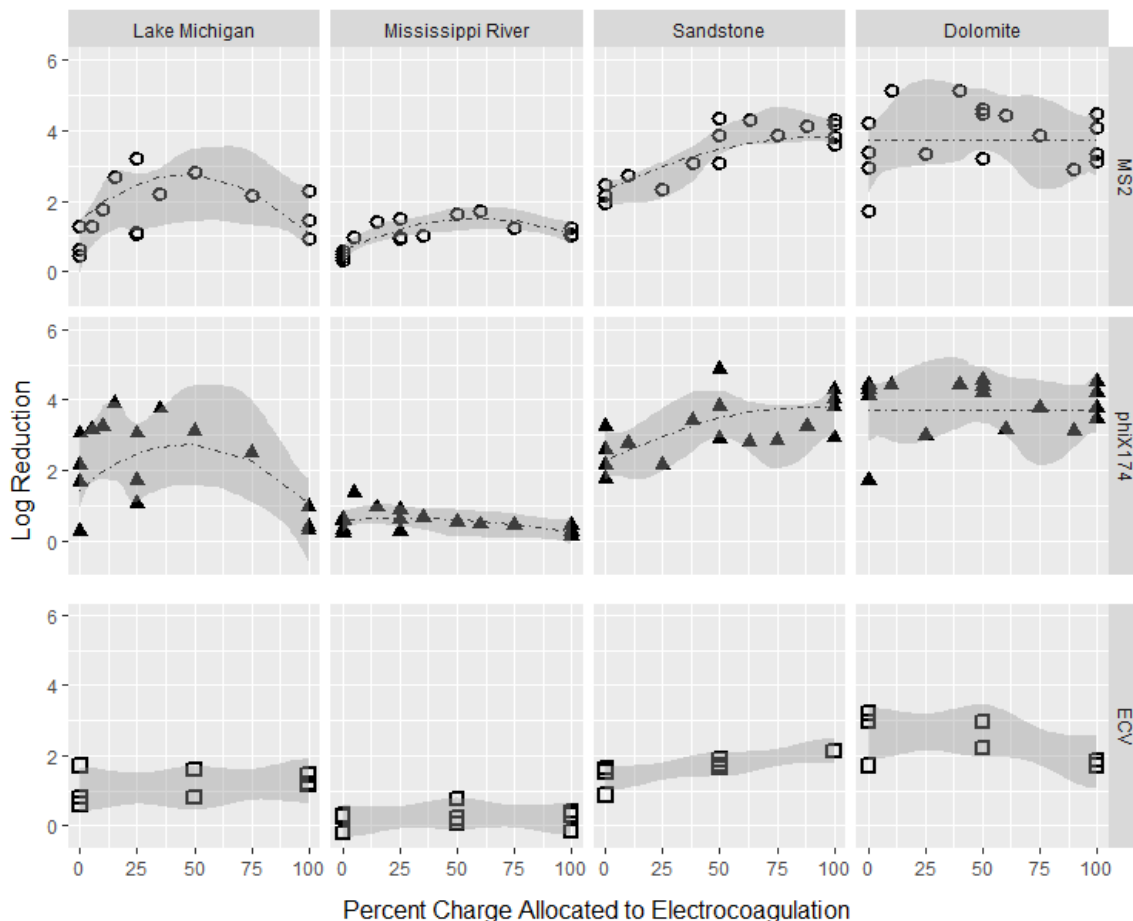 Lake Michigan Mississippi River Sandstone Dolomite
6
4
2
0
MS2
6
4
2
0
phiX174
6
4
2
0
ECV
Log Reduction
0 25 50 75 100 0 25 50 75 100 0 25 50 75 100 0 25 50 75 100
Percent Charge Allocated to Electrocoagulation